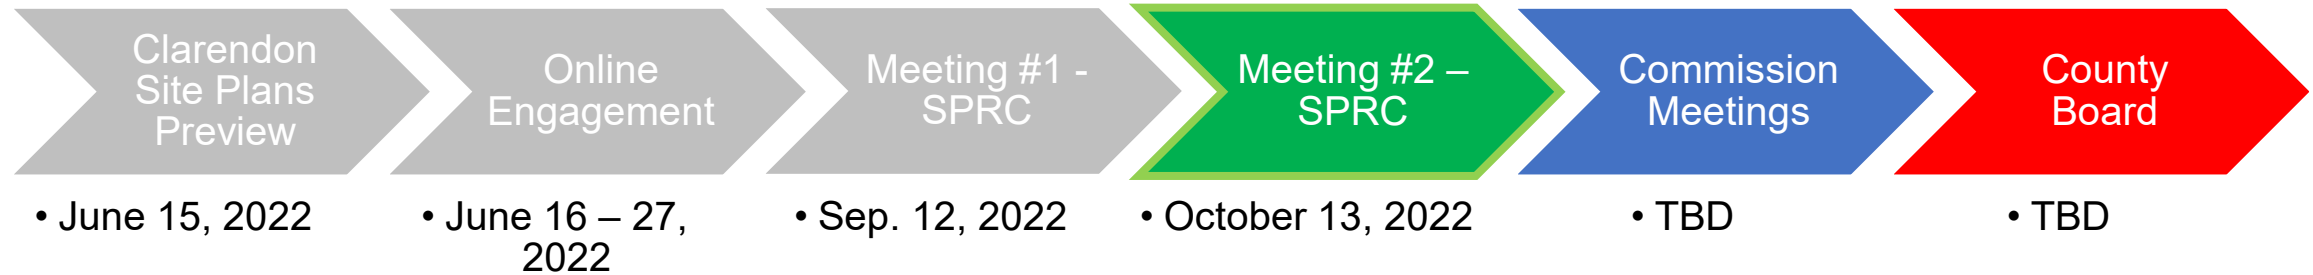 Clarendon
Site Plans
Preview
Online
Engagement
Meeting #1 -
SPRC
Meeting #2 –
SPRC
Commission
Meetings
County
Board
• June 15, 2022
• June 16 – 27,
2022
• Sep. 12, 2022
• October 13, 2022
• TBD
• TBD